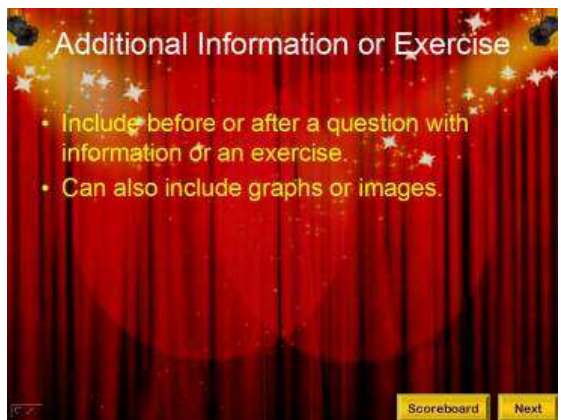 Additional Information or Exercise
• Include before or after a question with
information or an exercise.
• Can also include graphs or images.
Scoreboard
Next